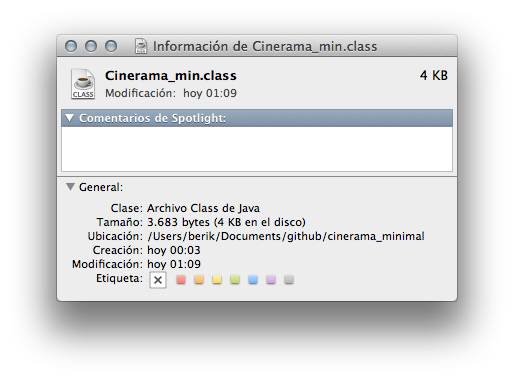 Información de Cinerama_min.class
Cinerama_min.class 4 KB
Modificación: hoy 01:09
CLASS
Comentarios de Spotlight:
General:
Clase: Archivo Class de Java
Tamaño: 3.683 bytes (4 KB en el disco)
Ubicación: /Users/berik/Documents/github/cinerama_minimal
Creación: hoy 00:03
Modificación: hoy 01:09
Etiqueta: